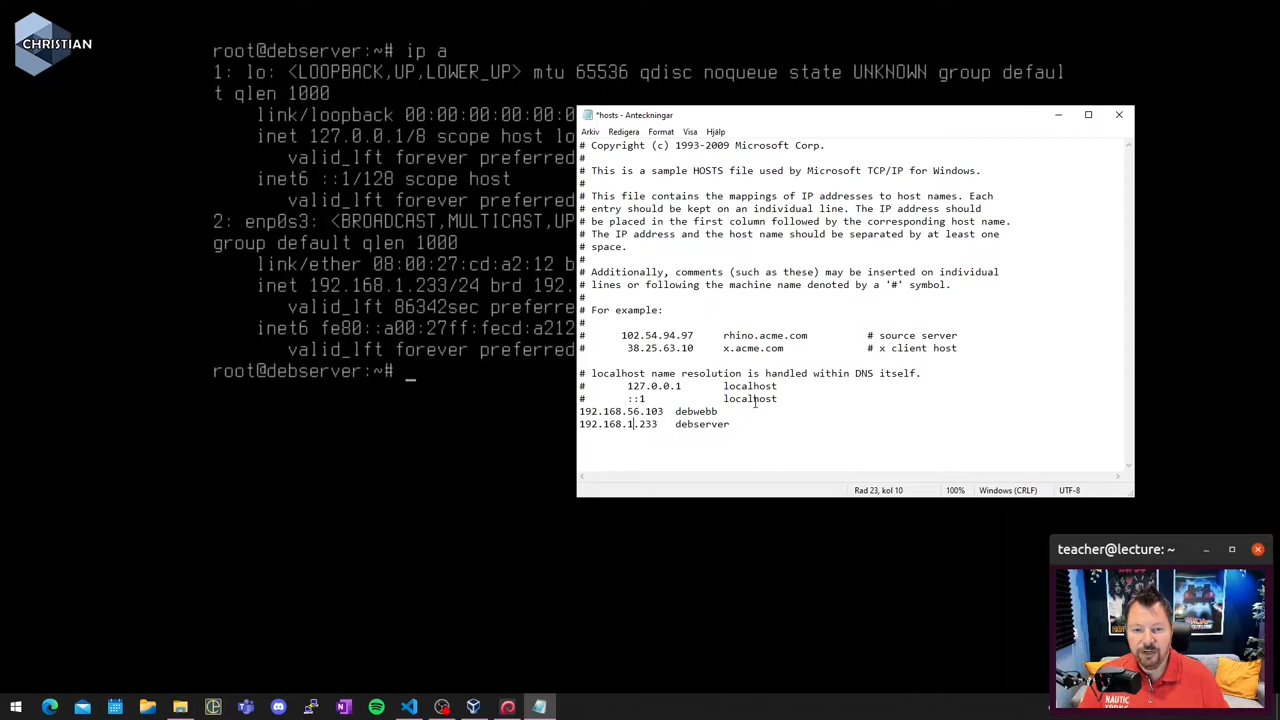 CHRISTIAN
root@debserver:~# ip a
1: lo: <LOOPBACK,UP,LOWER_UP> mtu 65536 qdisc noqueue state UNKNOWN group defaul
t qlen 1000
link/loopback 00:00:00:00:0
inet 127.0.0.1/8 scope host lo
valid_lft forever preferred
inet6 ::1/128 scope host
valid_lft forever preferred
2: enp0s3: <BROADCAST,MULTICAST,UP
group default qlen 1000
link/ether 08:00:27:cd:a2:12 b
inet 192.168.1.233/24 brd 192.
valid_lft 86342sec preferre
inet6 fe80::a00:27ff:fecd:a212
valid_lft forever preferred
root@debserver:~# _
*hosts - Anteckningar
Arkiv Redigera Format Visa Hjälp
# Copyright (c) 1993-2009 Microsoft Corp.
#
# This is a sample HOSTS file used by Microsoft TCP/IP for Windows.
#
# This file contains the mappings of IP addresses to host names. Each
# entry should be kept on an individual line. The IP address should
# be placed in the first column followed by the corresponding host name.
# The IP address and the host name should be separated by at least one
# space.
#
# Additionally, comments (such as these) may be inserted on individual
# lines or following the machine name denoted by a '#' symbol.
#
# For example:
#
# 102.54.94.97 rhino.acme.com # source server
# 38.25.63.10 x.acme.com # x client host
# localhost name resolution is handled within DNS itself.
# 127.0.0.1 localhost
# ::1 localhost
192.168.56.103 debwebb
192.168.1.233 debserver
Rad 23, kol 10 100% Windows (CRLF) UTF-8
teacher@lecture: ~